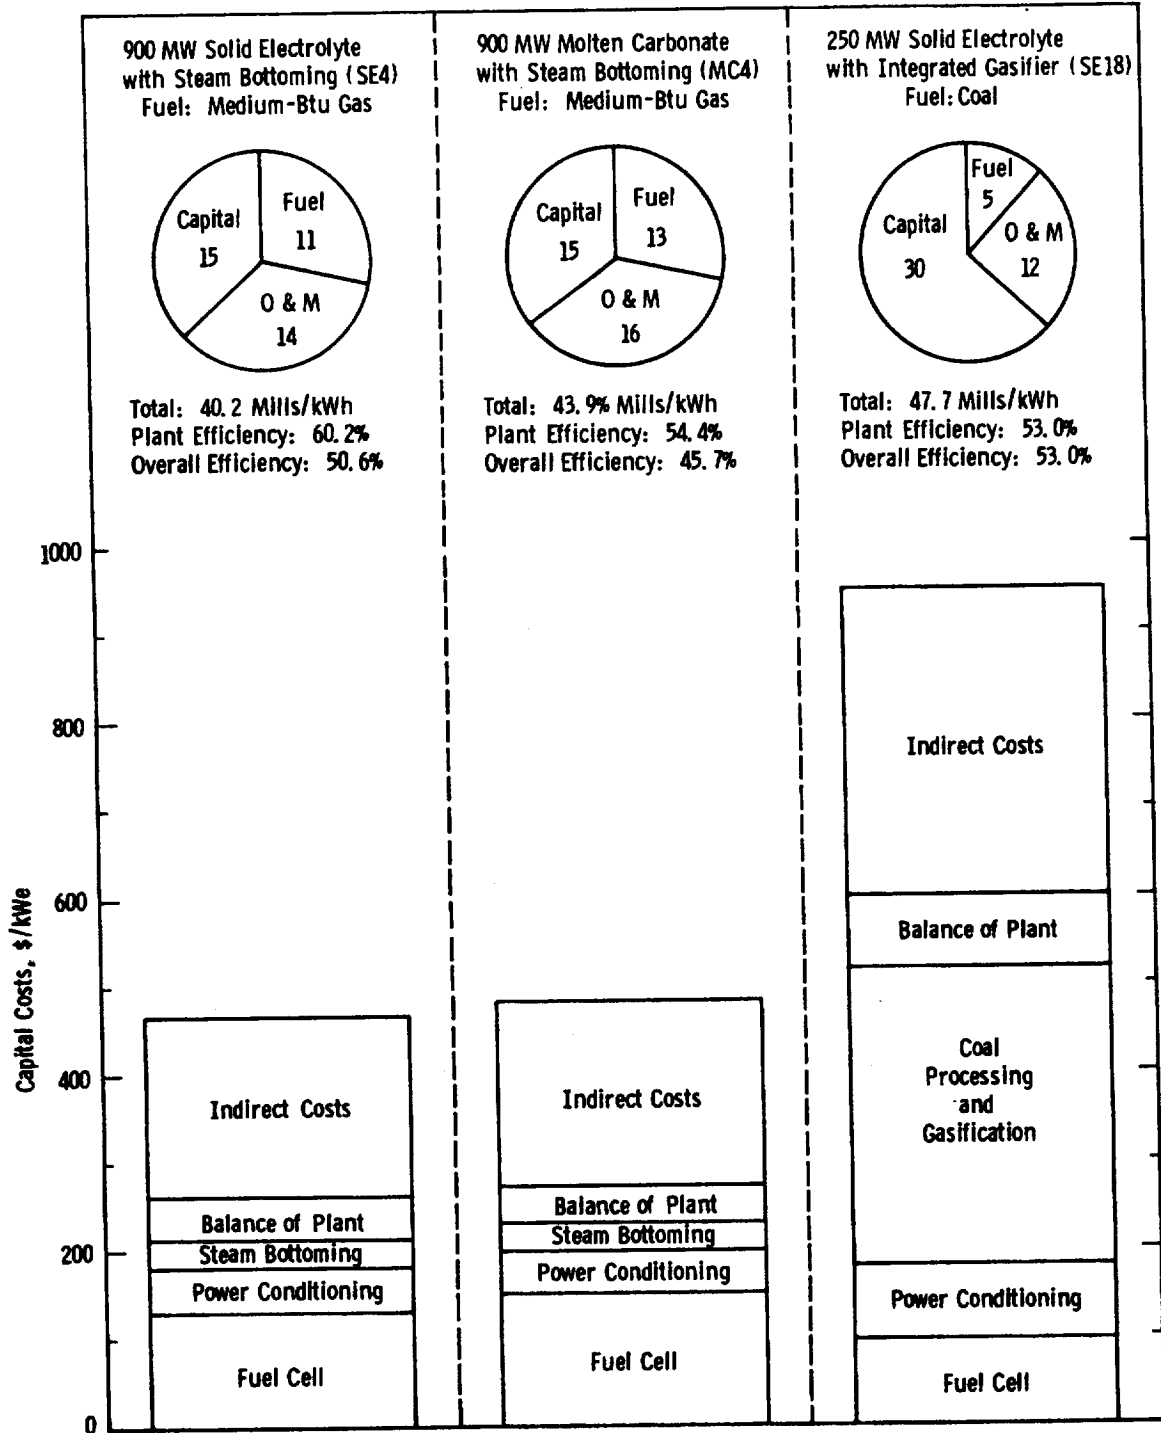 900 MW Solid Electrolyte
with Steam Bottoming (SE4)
Fuel: Medium-Btu Gas
Capital
15
Fuel
11
O & M
14
Total: 40.2 Mills/kWh
Plant Efficiency: 60.2%
Overall Efficiency: 50.6%
900 MW Molten Carbonate
with Steam Bottoming (MC4)
Fuel: Medium-Btu Gas
Capital
15
Fuel
13
O & M
16
Total: 43.9% Mills/kWh
Plant Efficiency: 54.4%
Overall Efficiency: 45.7%
250 MW Solid Electrolyte
with Integrated Gasifier (SE18)
Fuel: Coal
Fuel
5
Capital
30
O & M
12
Total: 47.7 Mills/kWh
Plant Efficiency: 53.0%
Overall Efficiency: 53.0%
Capital Costs, $/kWe
1000
800
600
400
200
0
Indirect Costs
Balance of Plant
Steam Bottoming
Power Conditioning
Fuel Cell
Indirect Costs
Balance of Plant
Steam Bottoming
Power Conditioning
Fuel Cell
Indirect Costs
Balance of Plant
Coal
Processing
and
Gasification
Power Conditioning
Fuel Cell